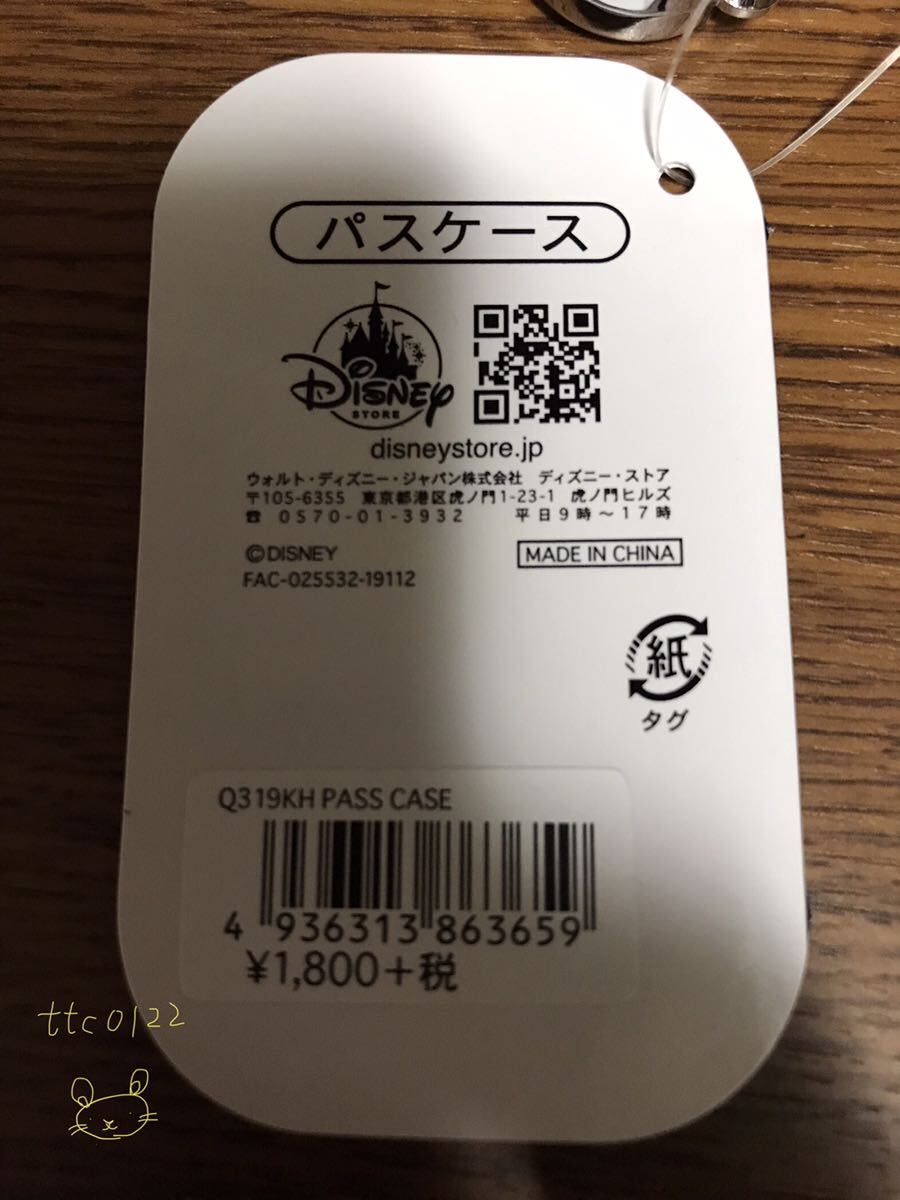 パスケース
DISNEY
STORE
disneystore.jp
ウォルト・ディズニー・ジャパン株式会社 ディズニー・ストア
〒105-6355 東京都港区虎ノ門1-23-1 虎ノ門ヒルズ
☎ 0570-01-3932 平日9時～17時
©DISNEY MADE IN CHINA
FAC-025532-19112
紙
タグ
Q319KH PASS CASE
4 936313 863659
¥1,800+税
ttc0122